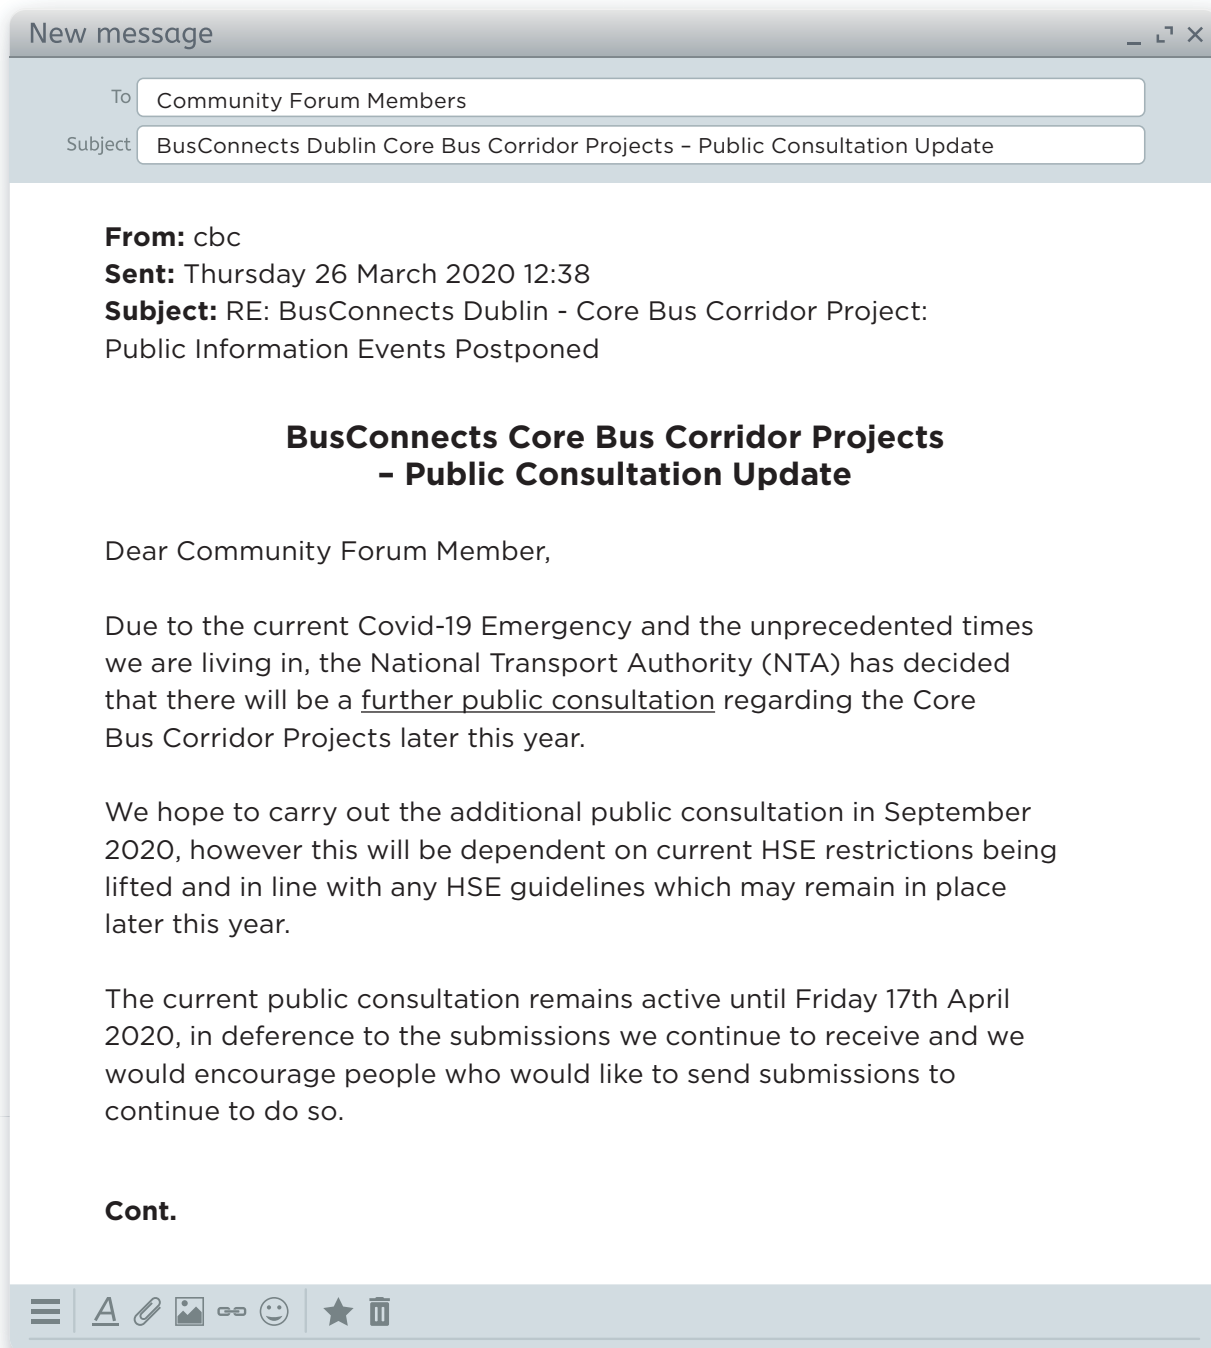 New message
To Community Forum Members
Subject BusConnects Dublin Core Bus Corridor Projects – Public Consultation Update
From: cbc
Sent: Thursday 26 March 2020 12:38
Subject: RE: BusConnects Dublin - Core Bus Corridor Project:
Public Information Events Postponed
BusConnects Core Bus Corridor Projects
– Public Consultation Update
Dear Community Forum Member,
Due to the current Covid-19 Emergency and the unprecedented times
we are living in, the National Transport Authority (NTA) has decided
that there will be a further public consultation regarding the Core
Bus Corridor Projects later this year.
We hope to carry out the additional public consultation in September
2020, however this will be dependent on current HSE restrictions being
lifted and in line with any HSE guidelines which may remain in place
later this year.
The current public consultation remains active until Friday 17th April
2020, in deference to the submissions we continue to receive and we
would encourage people who would like to send submissions to
continue to do so.
Cont.
A